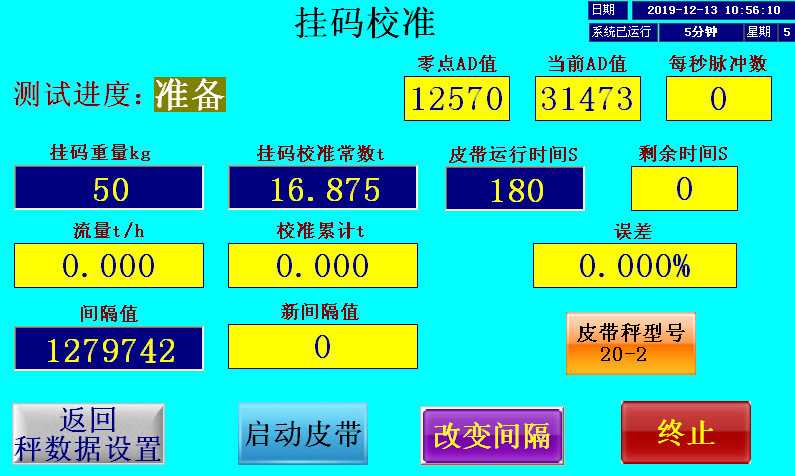 挂码校准
日期 2019-12-13 10:56:10
系统已运行 5分钟 星期 5
测试进度：准备
零点AD值 当前AD值 每秒脉冲数
12570 31473 0
挂码重量kg 挂码校准常数t 皮带运行时间S 剩余时间S
50 16.875 180 0
流量t/h 校准累计t 误差
0.000 0.000 0.000%
间隔值 新间隔值
1279742 0
皮带秤型号
20-2
返回
秤数据设置
启动皮带
改变间隔
终止